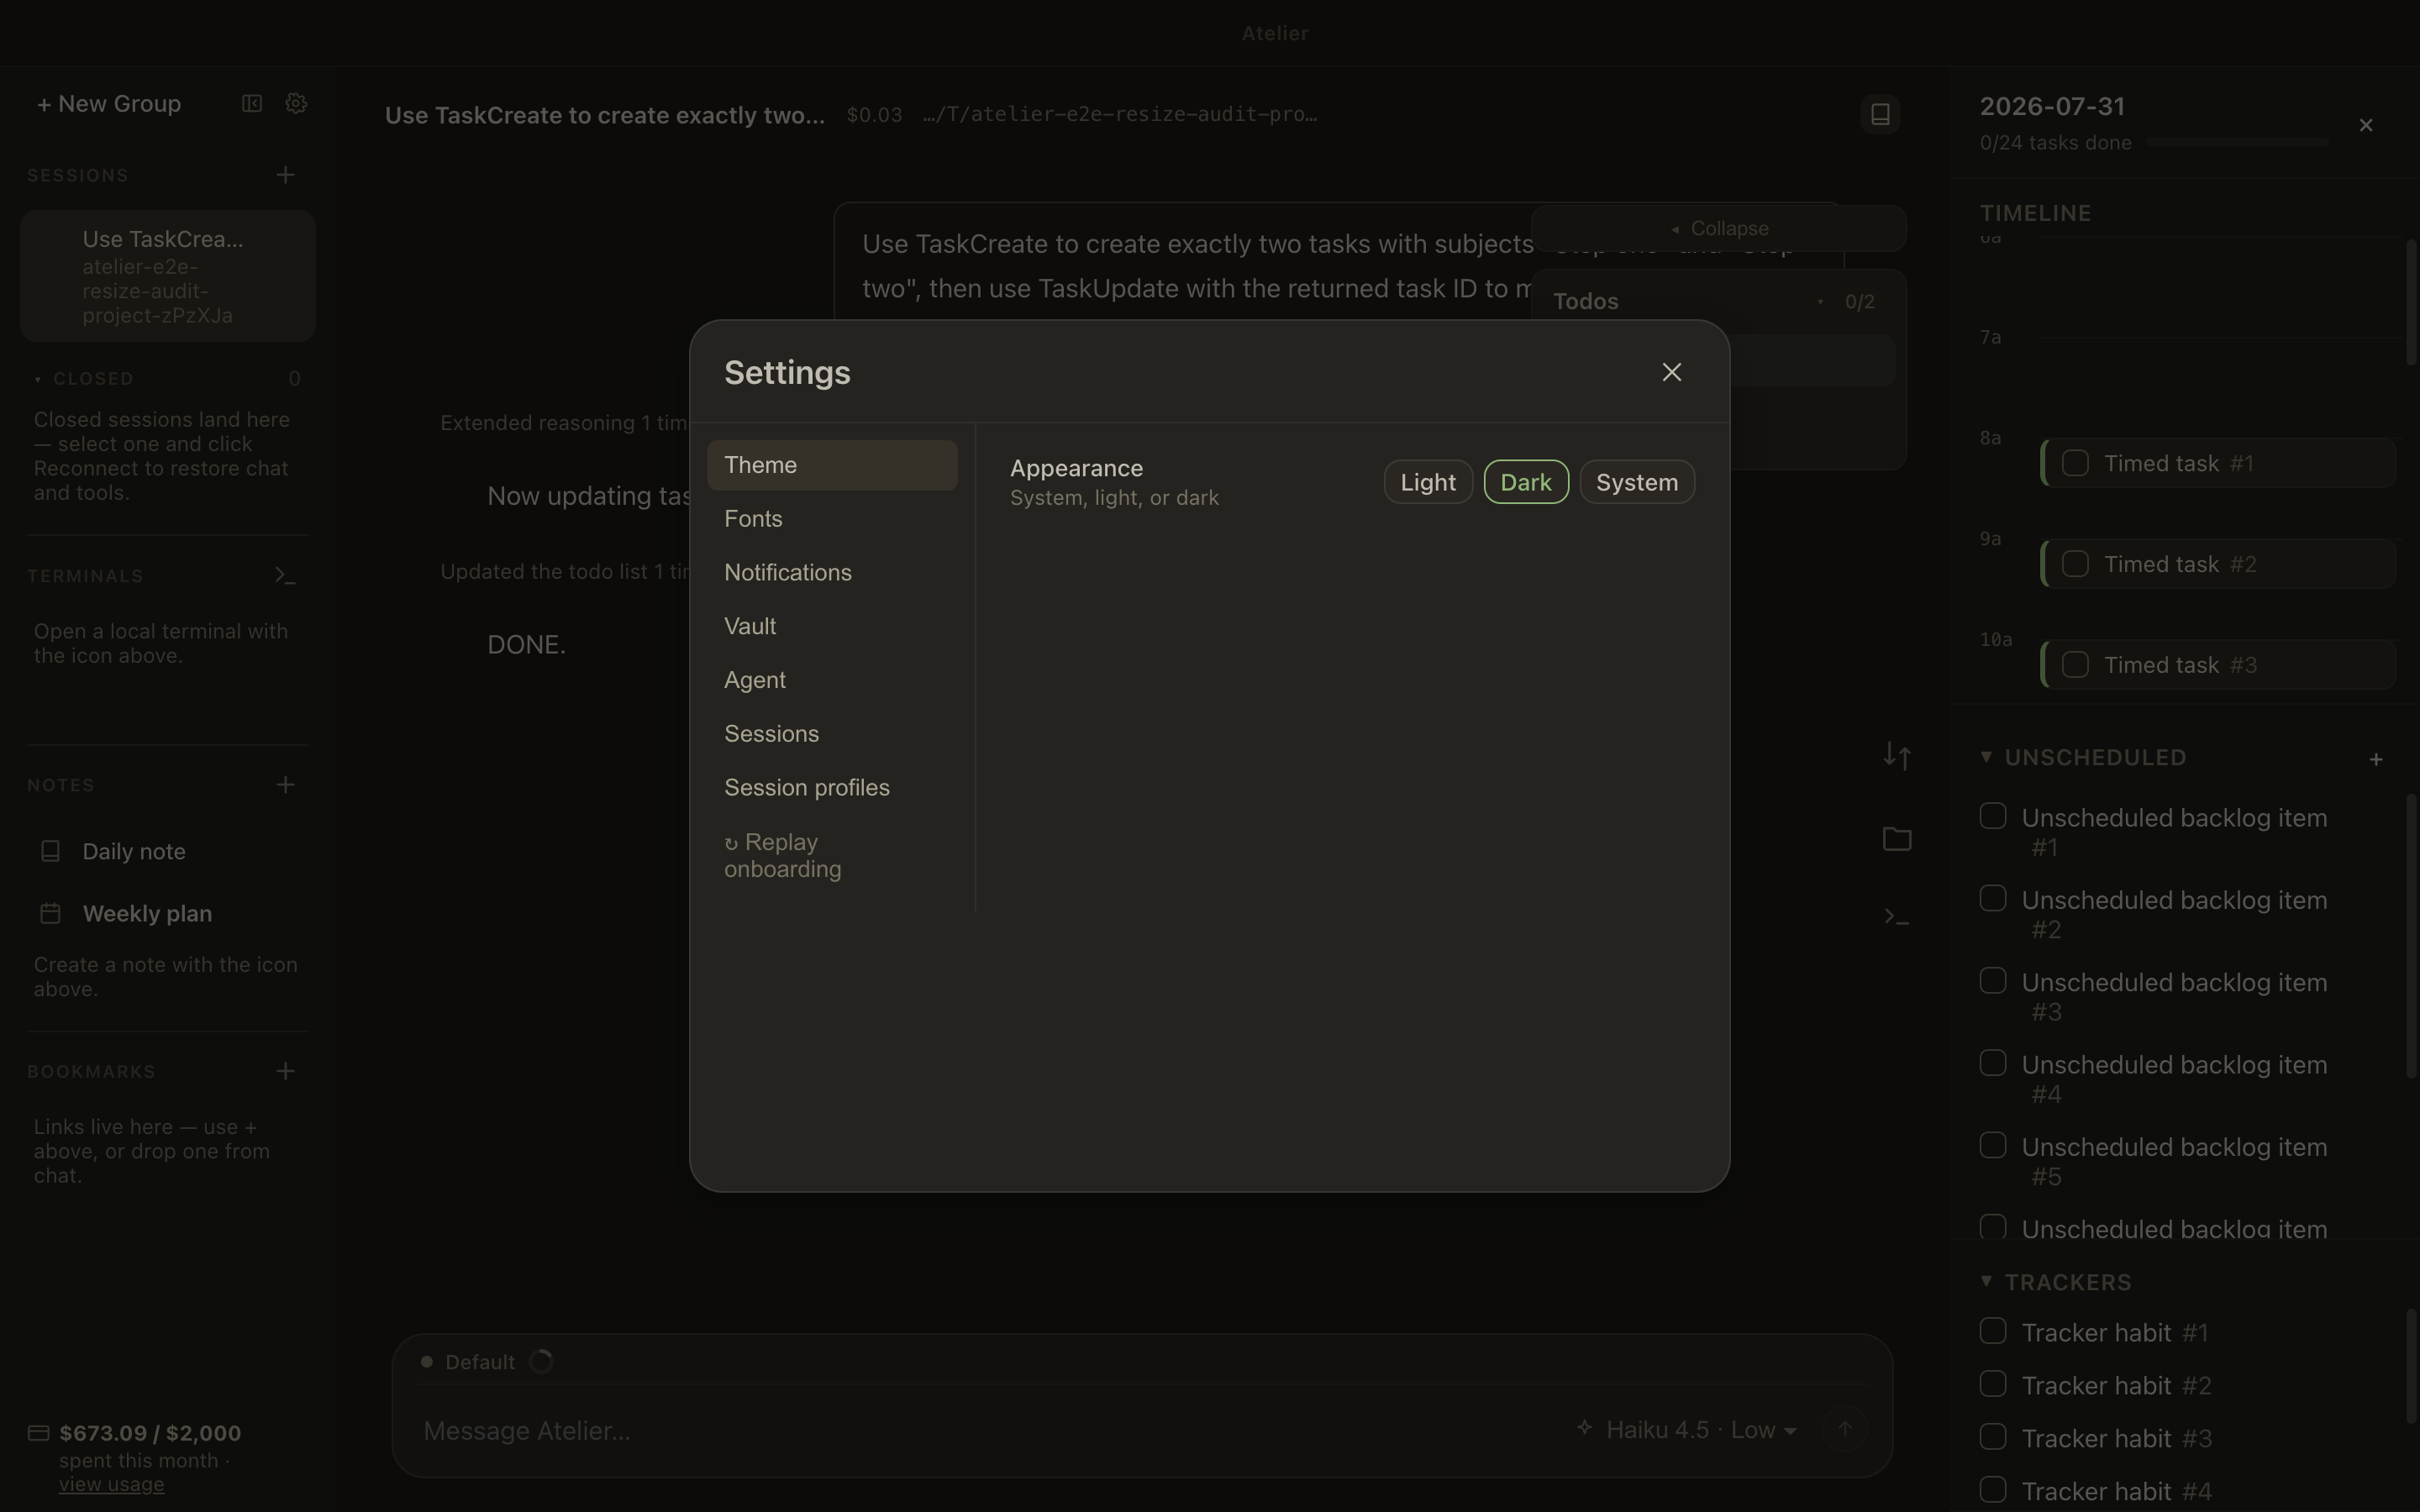 Atelier
+ New Group
SESSIONS
Use TaskCrea...
atelier-e2e-
resize-audit-
project-zPzXJa
CLOSED 0
Closed sessions land here
— select one and click
Reconnect to restore chat
and tools.
TERMINALS
Open a local terminal with
the icon above.
NOTES
Daily note
Weekly plan
Create a note with the icon
above.
BOOKMARKS
Links live here — use +
above, or drop one from
chat.
$673.09 / $2,000
spent this month ·
view usage
Use TaskCreate to create exactly two... $0.03 …/T/atelier-e2e-resize-audit-pro…
Use TaskCreate to create exactly two tasks with subjects
two", then use TaskUpdate with the returned task ID to
Collapse
Todos 0/2
Extended reasoning 1
Now updating
Updated the todo list 1
DONE.
Settings
Theme
Fonts
Notifications
Vault
Agent
Sessions
Session profiles
↻ Replay
onboarding
Appearance
System, light, or dark
Light Dark System
Default
Message Atelier...
Haiku 4.5 · Low
2026-07-31
0/24 tasks done
TIMELINE
7a
8a
Timed task #1
9a
Timed task #2
10a
Timed task #3
UNSCHEDULED +
Unscheduled backlog item
#1
Unscheduled backlog item
#2
Unscheduled backlog item
#3
Unscheduled backlog item
#4
Unscheduled backlog item
#5
Unscheduled backlog item
TRACKERS
Tracker habit #1
Tracker habit #2
Tracker habit #3
Tracker habit #4